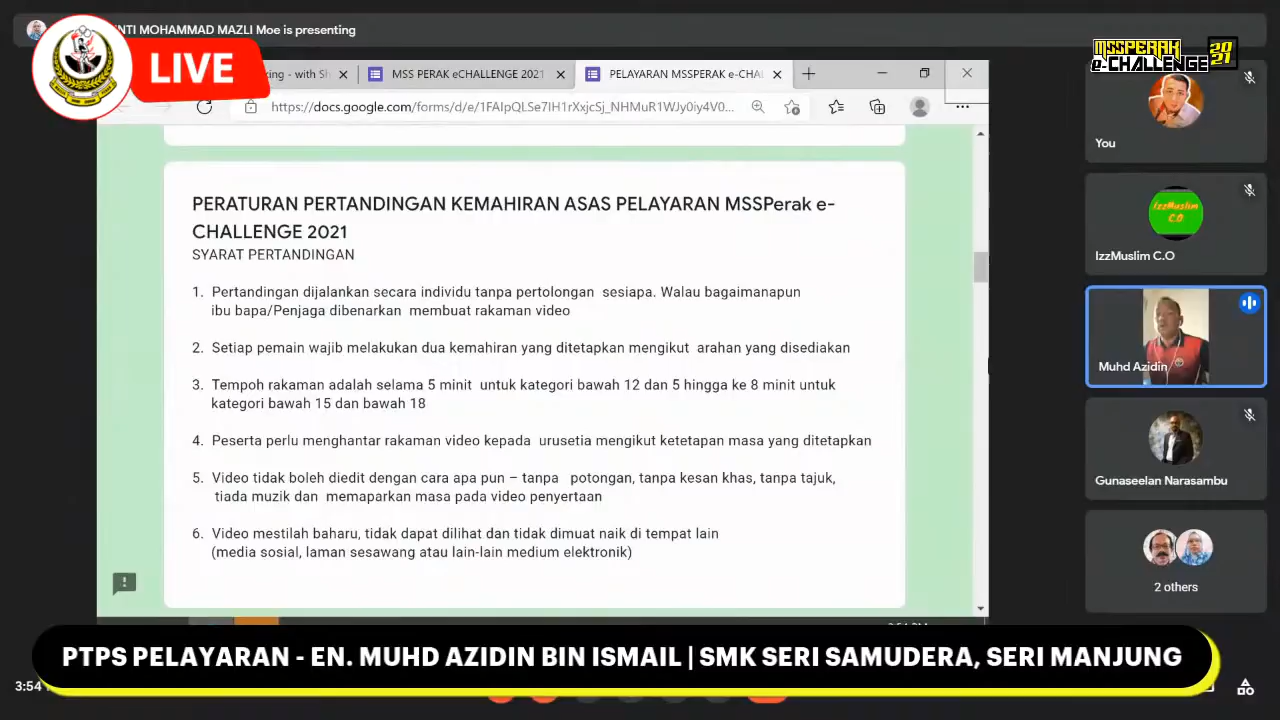 INTI MOHAMMAD MAZLI Moe is presenting
LIVE
MSSPERAK
e-CHALLENGE
2021
king - with Sh
MSS PERAK eCHALLENGE 2021
PELAYARAN MSSPERAK e-CHAL
https://docs.google.com/forms/d/e/1FAIpQLSe7IH1rXxjcSj_NHMuR1WJy0iy4V0...
PERATURAN PERTANDINGAN KEMAHIRAN ASAS PELAYARAN MSSPerak e-
CHALLENGE 2021
SYARAT PERTANDINGAN
1. Pertandingan dijalankan secara individu tanpa pertolongan sesiapa. Walau bagaimanapun
ibu bapa/Penjaga dibenarkan membuat rakaman video
2. Setiap pemain wajib melakukan dua kemahiran yang ditetapkan mengikut arahan yang disediakan
3. Tempoh rakaman adalah selama 5 minit untuk kategori bawah 12 dan 5 hingga ke 8 minit untuk
kategori bawah 15 dan bawah 18
4. Peserta perlu menghantar rakaman video kepada urusetia mengikut ketetapan masa yang ditetapkan
5. Video tidak boleh diedit dengan cara apa pun – tanpa potongan, tanpa kesan khas, tanpa tajuk,
tiada muzik dan memaparkan masa pada video penyertaan
6. Video mestilah baharu, tidak dapat dilihat dan tidak dimuat naik di tempat lain
(media sosial, laman sesawang atau lain-lain medium elektronik)
You
IzzMuslim C.O
IzzMuslim C.O
Muhd Azidin
Gunaseelan Narasambu
2 others
PTPS PELAYARAN - EN. MUHD AZIDIN BIN ISMAIL | SMK SERI SAMUDERA, SERI MANJUNG
3:54